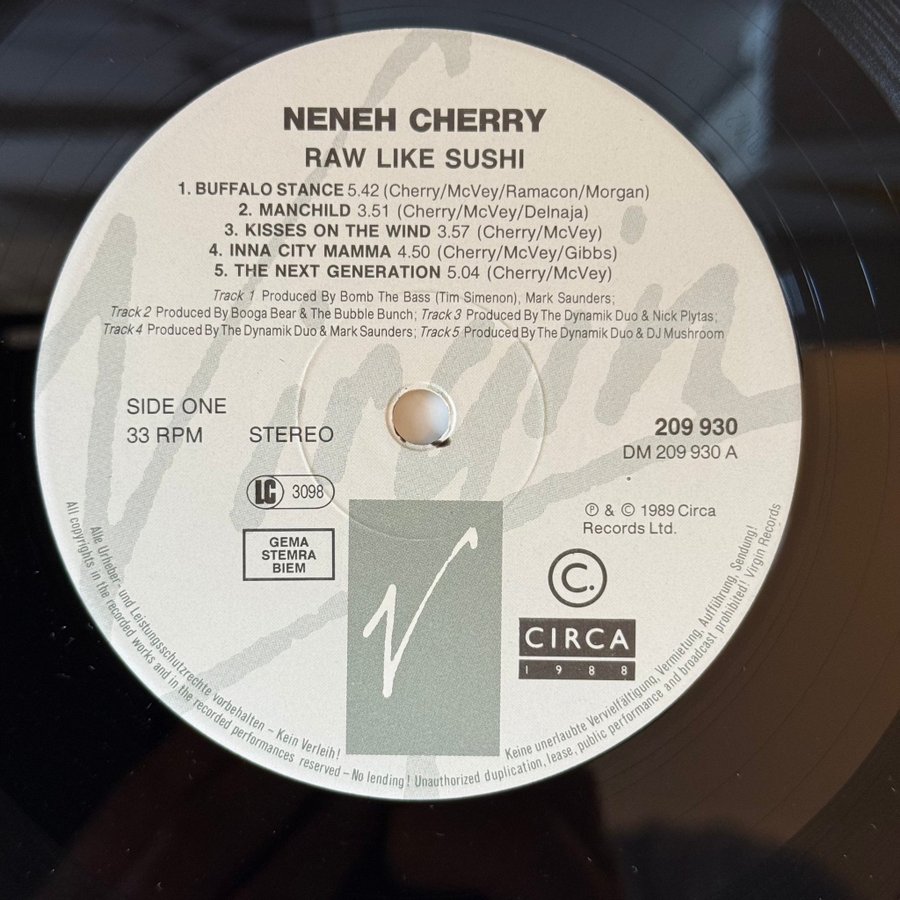 NENEH CHERRY
RAW LIKE SUSHI
1. BUFFALO STANCE 5.42 (Cherry/McVey/Ramacon/Morgan)
2. MANCHILD 3.51 (Cherry/McVey/Delnaja)
3. KISSES ON THE WIND 3.57 (Cherry/McVey)
4. INNA CITY MAMMA 4.50 (Cherry/McVey/Gibbs)
5. THE NEXT GENERATION 5.04 (Cherry/McVey)
Track 1 Produced By Bomb The Bass (Tim Simenon), Mark Saunders;
Track 2 Produced By Booga Bear & The Bubble Bunch; Track 3 Produced By The Dynamik Duo & Nick Plytas;
Track 4 Produced By The Dynamik Duo & Mark Saunders; Track 5 Produced By The Dynamik Duo & DJ Mushroom
Virgin
SIDE ONE
33 RPM STEREO
209 930
DM 209 930 A
LC 3098
GEMA
STEMRA
BIEM
℗ & © 1989 Circa
Records Ltd.
C.
CIRCA
1988
V
Alle Urheber- und Leistungsschutzrechte vorbehalten – Kein Verleih! Keine unerlaubte Vervielfältigung, Vermietung, Aufführung, Sendung!
All copyrights in the recorded works and in the recorded performances reserved – No lending! Unauthorized duplication, lease, public performance and broadcast prohibited! Virgin Records